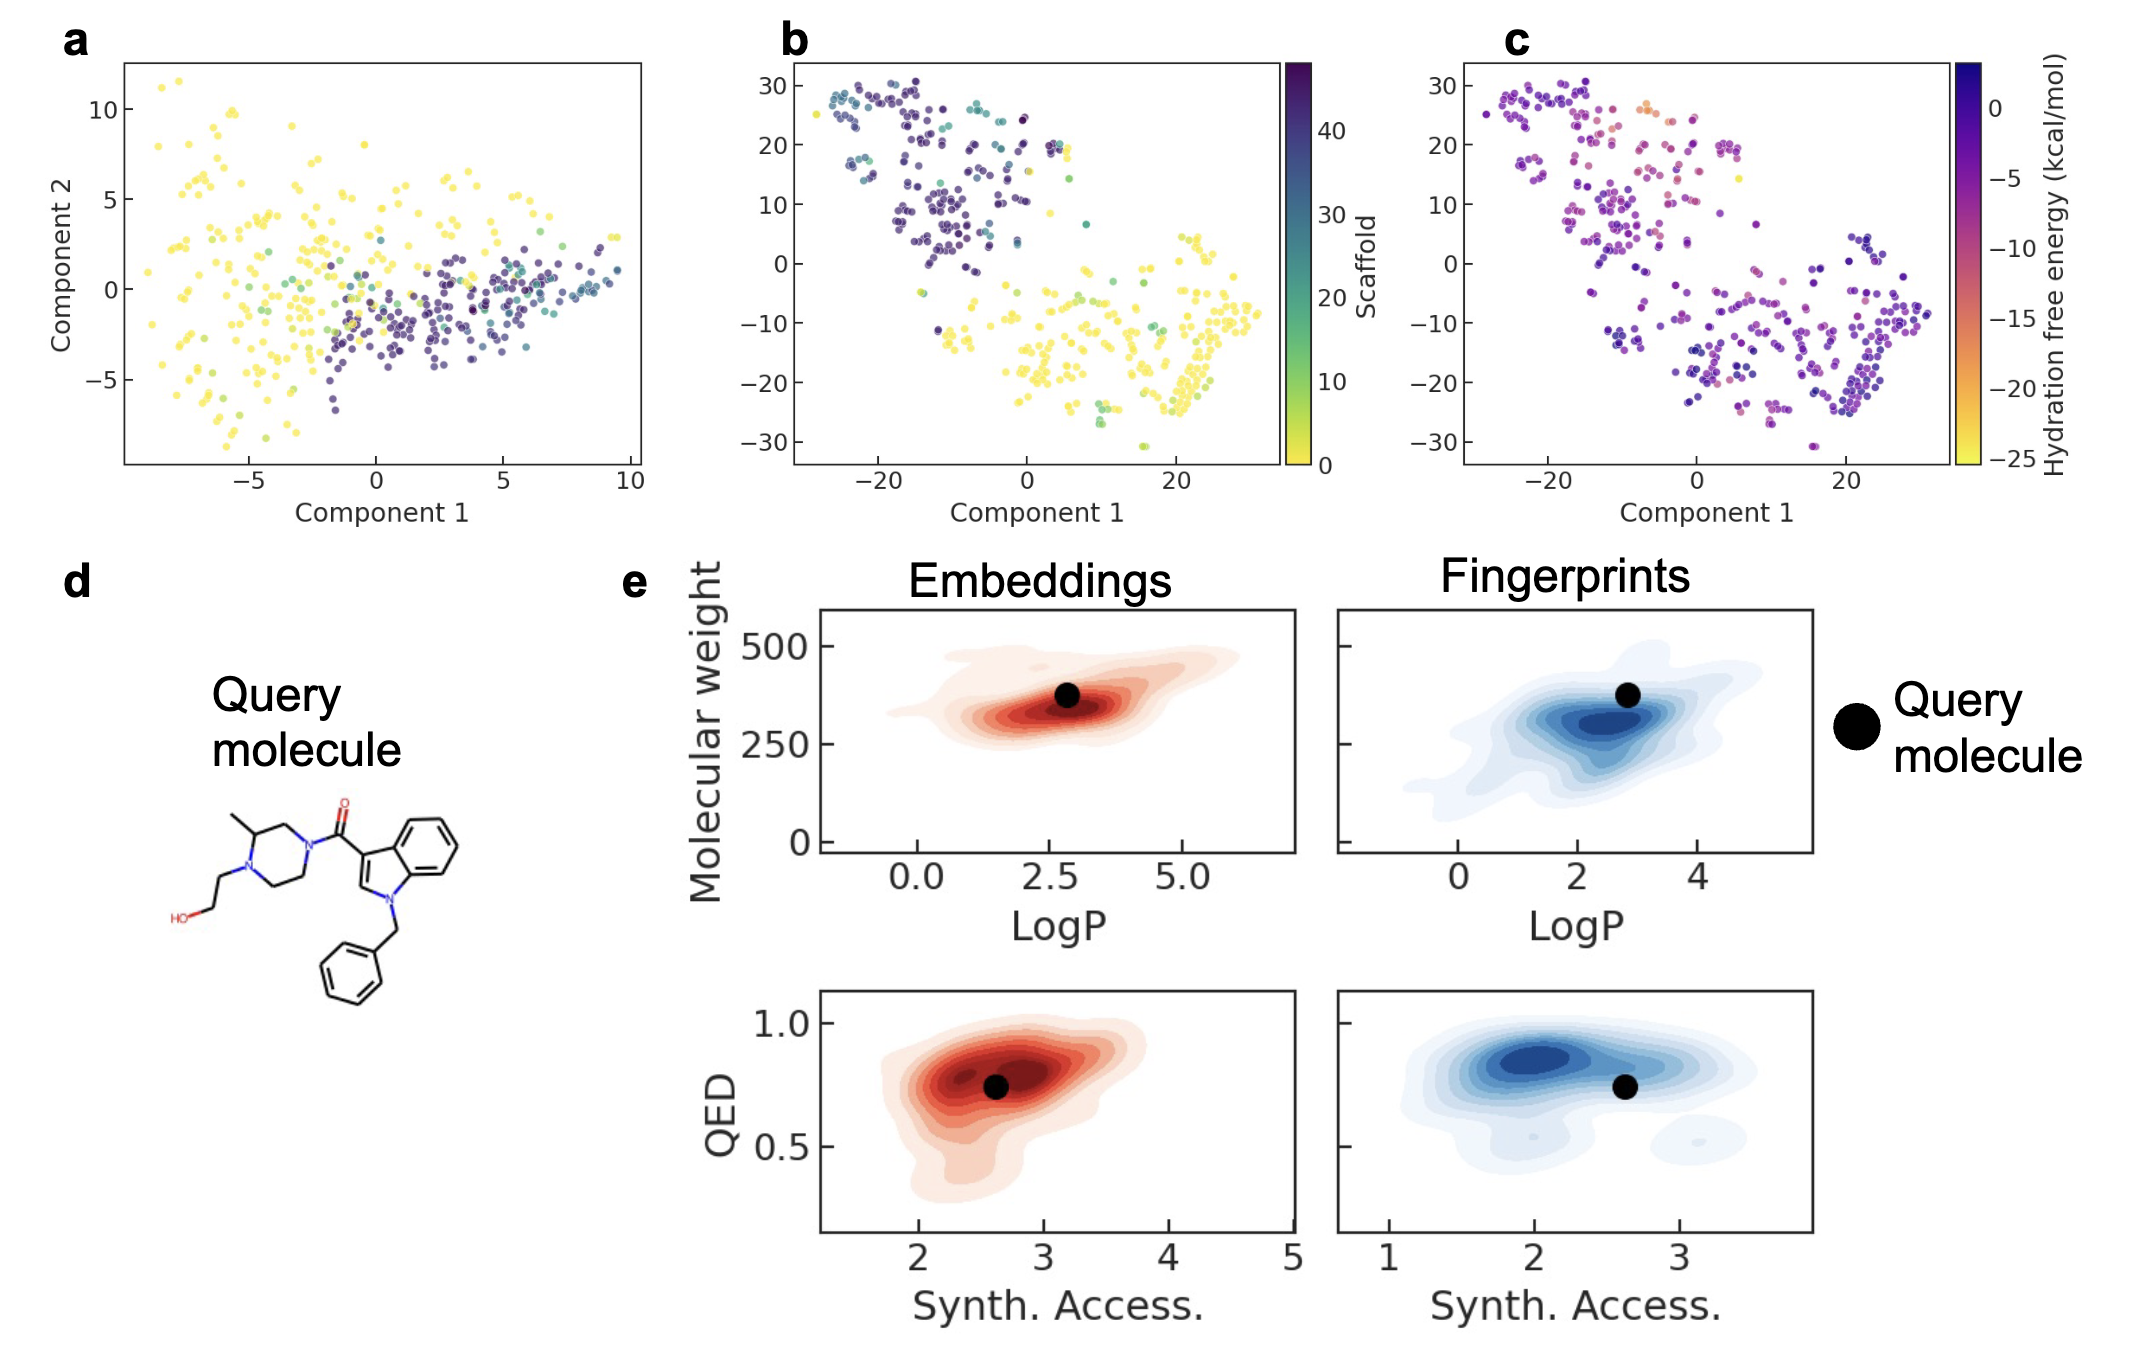 a
10
5
0
−5
Component 2
−5
0
5
10
Component 1
b
30
20
10
0
−10
−20
−30
−20
0
20
Component 1
40
30
20
10
0
Scaffold
c
30
20
10
0
−10
−20
−30
−20
0
20
Component 1
0
−5
−10
−15
−20
−25
Hydration free energy (kcal/mol)
d
Query
molecule
O
N
N
HO
N
e
Embeddings
Fingerprints
Molecular weight
500
250
0
0.0
2.5
5.0
LogP
0
2
4
LogP
Query
molecule
QED
1.0
0.5
2
3
4
5
Synth. Access.
1
2
3
Synth. Access.